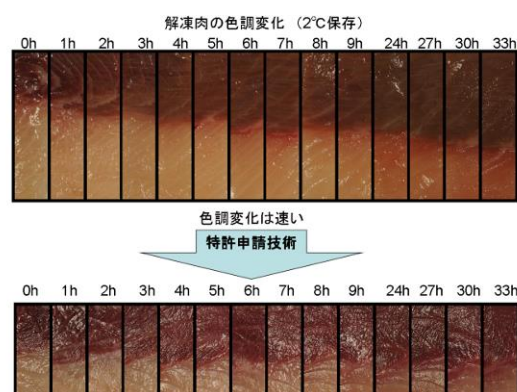 解凍肉の色調変化 （2℃保存）
0h 1h 2h 3h 4h 5h 6h 7h 8h 9h 24h 27h 30h 33h
色調変化は速い
特許申請技術
0h 1h 2h 3h 4h 5h 6h 7h 8h 9h 24h 27h 30h 33h